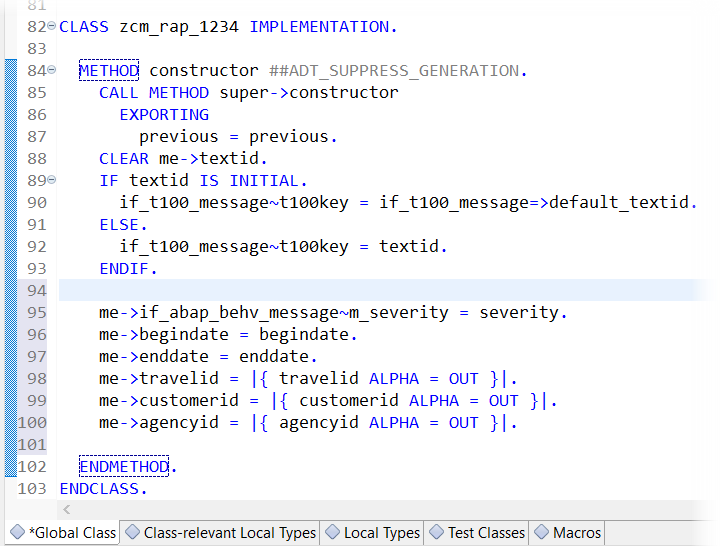 81
82 CLASS zcm_rap_1234 IMPLEMENTATION.
83
84 METHOD constructor ##ADT_SUPPRESS_GENERATION.
85 CALL METHOD super->constructor
86 EXPORTING
87 previous = previous.
88 CLEAR me->textid.
89 IF textid IS INITIAL.
90 if_t100_message~t100key = if_t100_message=>default_textid.
91 ELSE.
92 if_t100_message~t100key = textid.
93 ENDIF.
94
95 me->if_abap_behv_message~m_severity = severity.
96 me->begindate = begindate.
97 me->enddate = enddate.
98 me->travelid = |{ travelid ALPHA = OUT }|.
99 me->customerid = |{ customerid ALPHA = OUT }|.
100 me->agencyid = |{ agencyid ALPHA = OUT }|.
101
102 ENDMETHOD.
103 ENDCLASS.
*Global Class Class-relevant Local Types Local Types Test Classes Macros